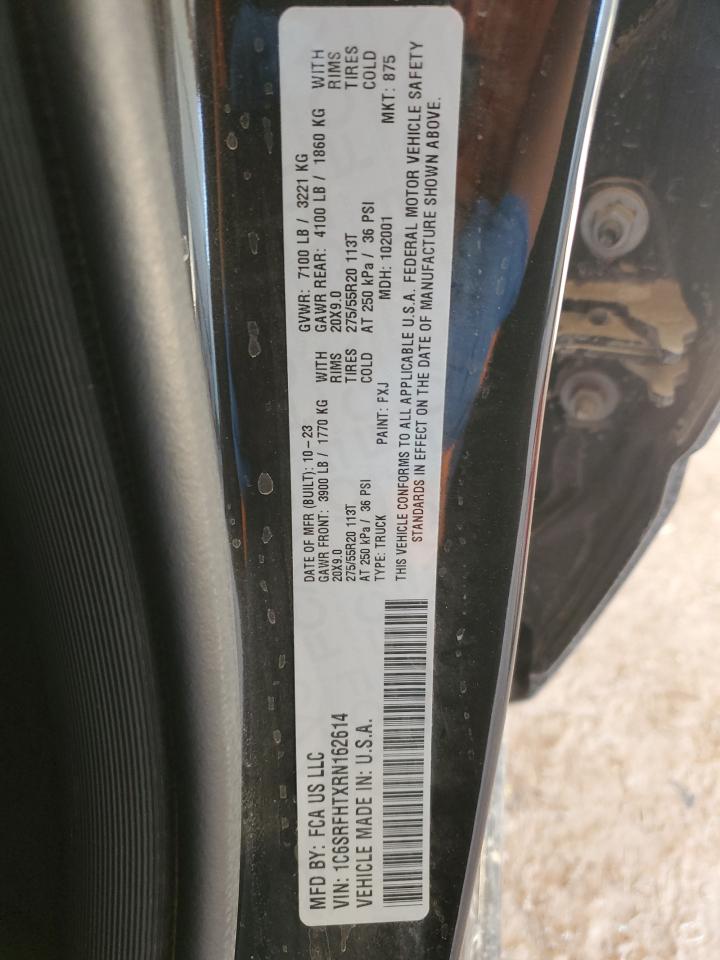 MFD BY: FCA US LLC
VIN: 1C6SRFHTXRN162614
VEHICLE MADE IN: U.S.A.
DATE OF MFR (BUILT): 10-23 GVWR: 7100 LB / 3221 KG
GAWR FRONT: 3900 LB / 1770 KG WITH GAWR REAR: 4100 LB / 1860 KG WITH
20X9.0 RIMS 20X9.0 RIMS
275/55R20 113T TIRES 275/55R20 113T TIRES
AT 250 kPa / 36 PSI COLD AT 250 kPa / 36 PSI COLD
TYPE: TRUCK PAINT: FXJ MDH: 102001 MKT: 875
THIS VEHICLE CONFORMS TO ALL APPLICABLE U.S.A. FEDERAL MOTOR VEHICLE SAFETY
STANDARDS IN EFFECT ON THE DATE OF MANUFACTURE SHOWN ABOVE.